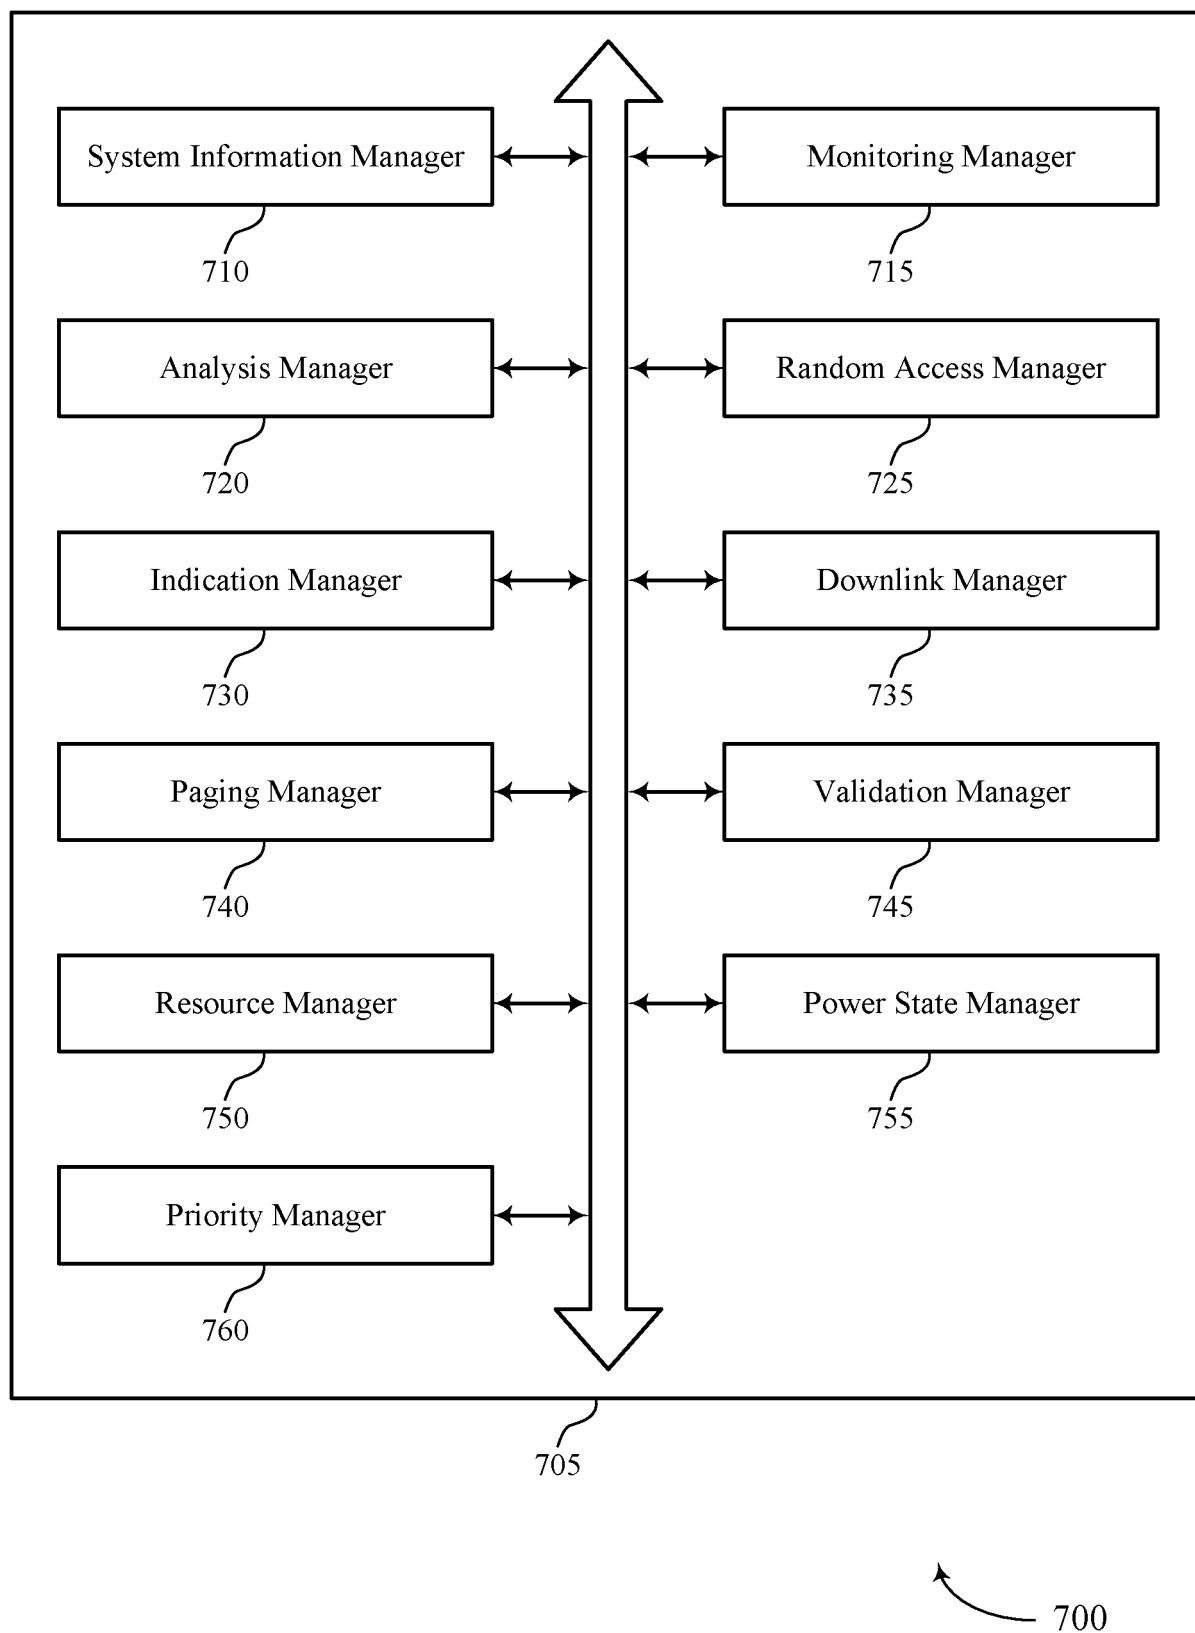 System Information Manager
Monitoring Manager
710
715
Analysis Manager
Random Access Manager
720
725
Indication Manager
Downlink Manager
730
735
Paging Manager
Validation Manager
740
745
Resource Manager
Power State Manager
750
755
Priority Manager
760
705
700